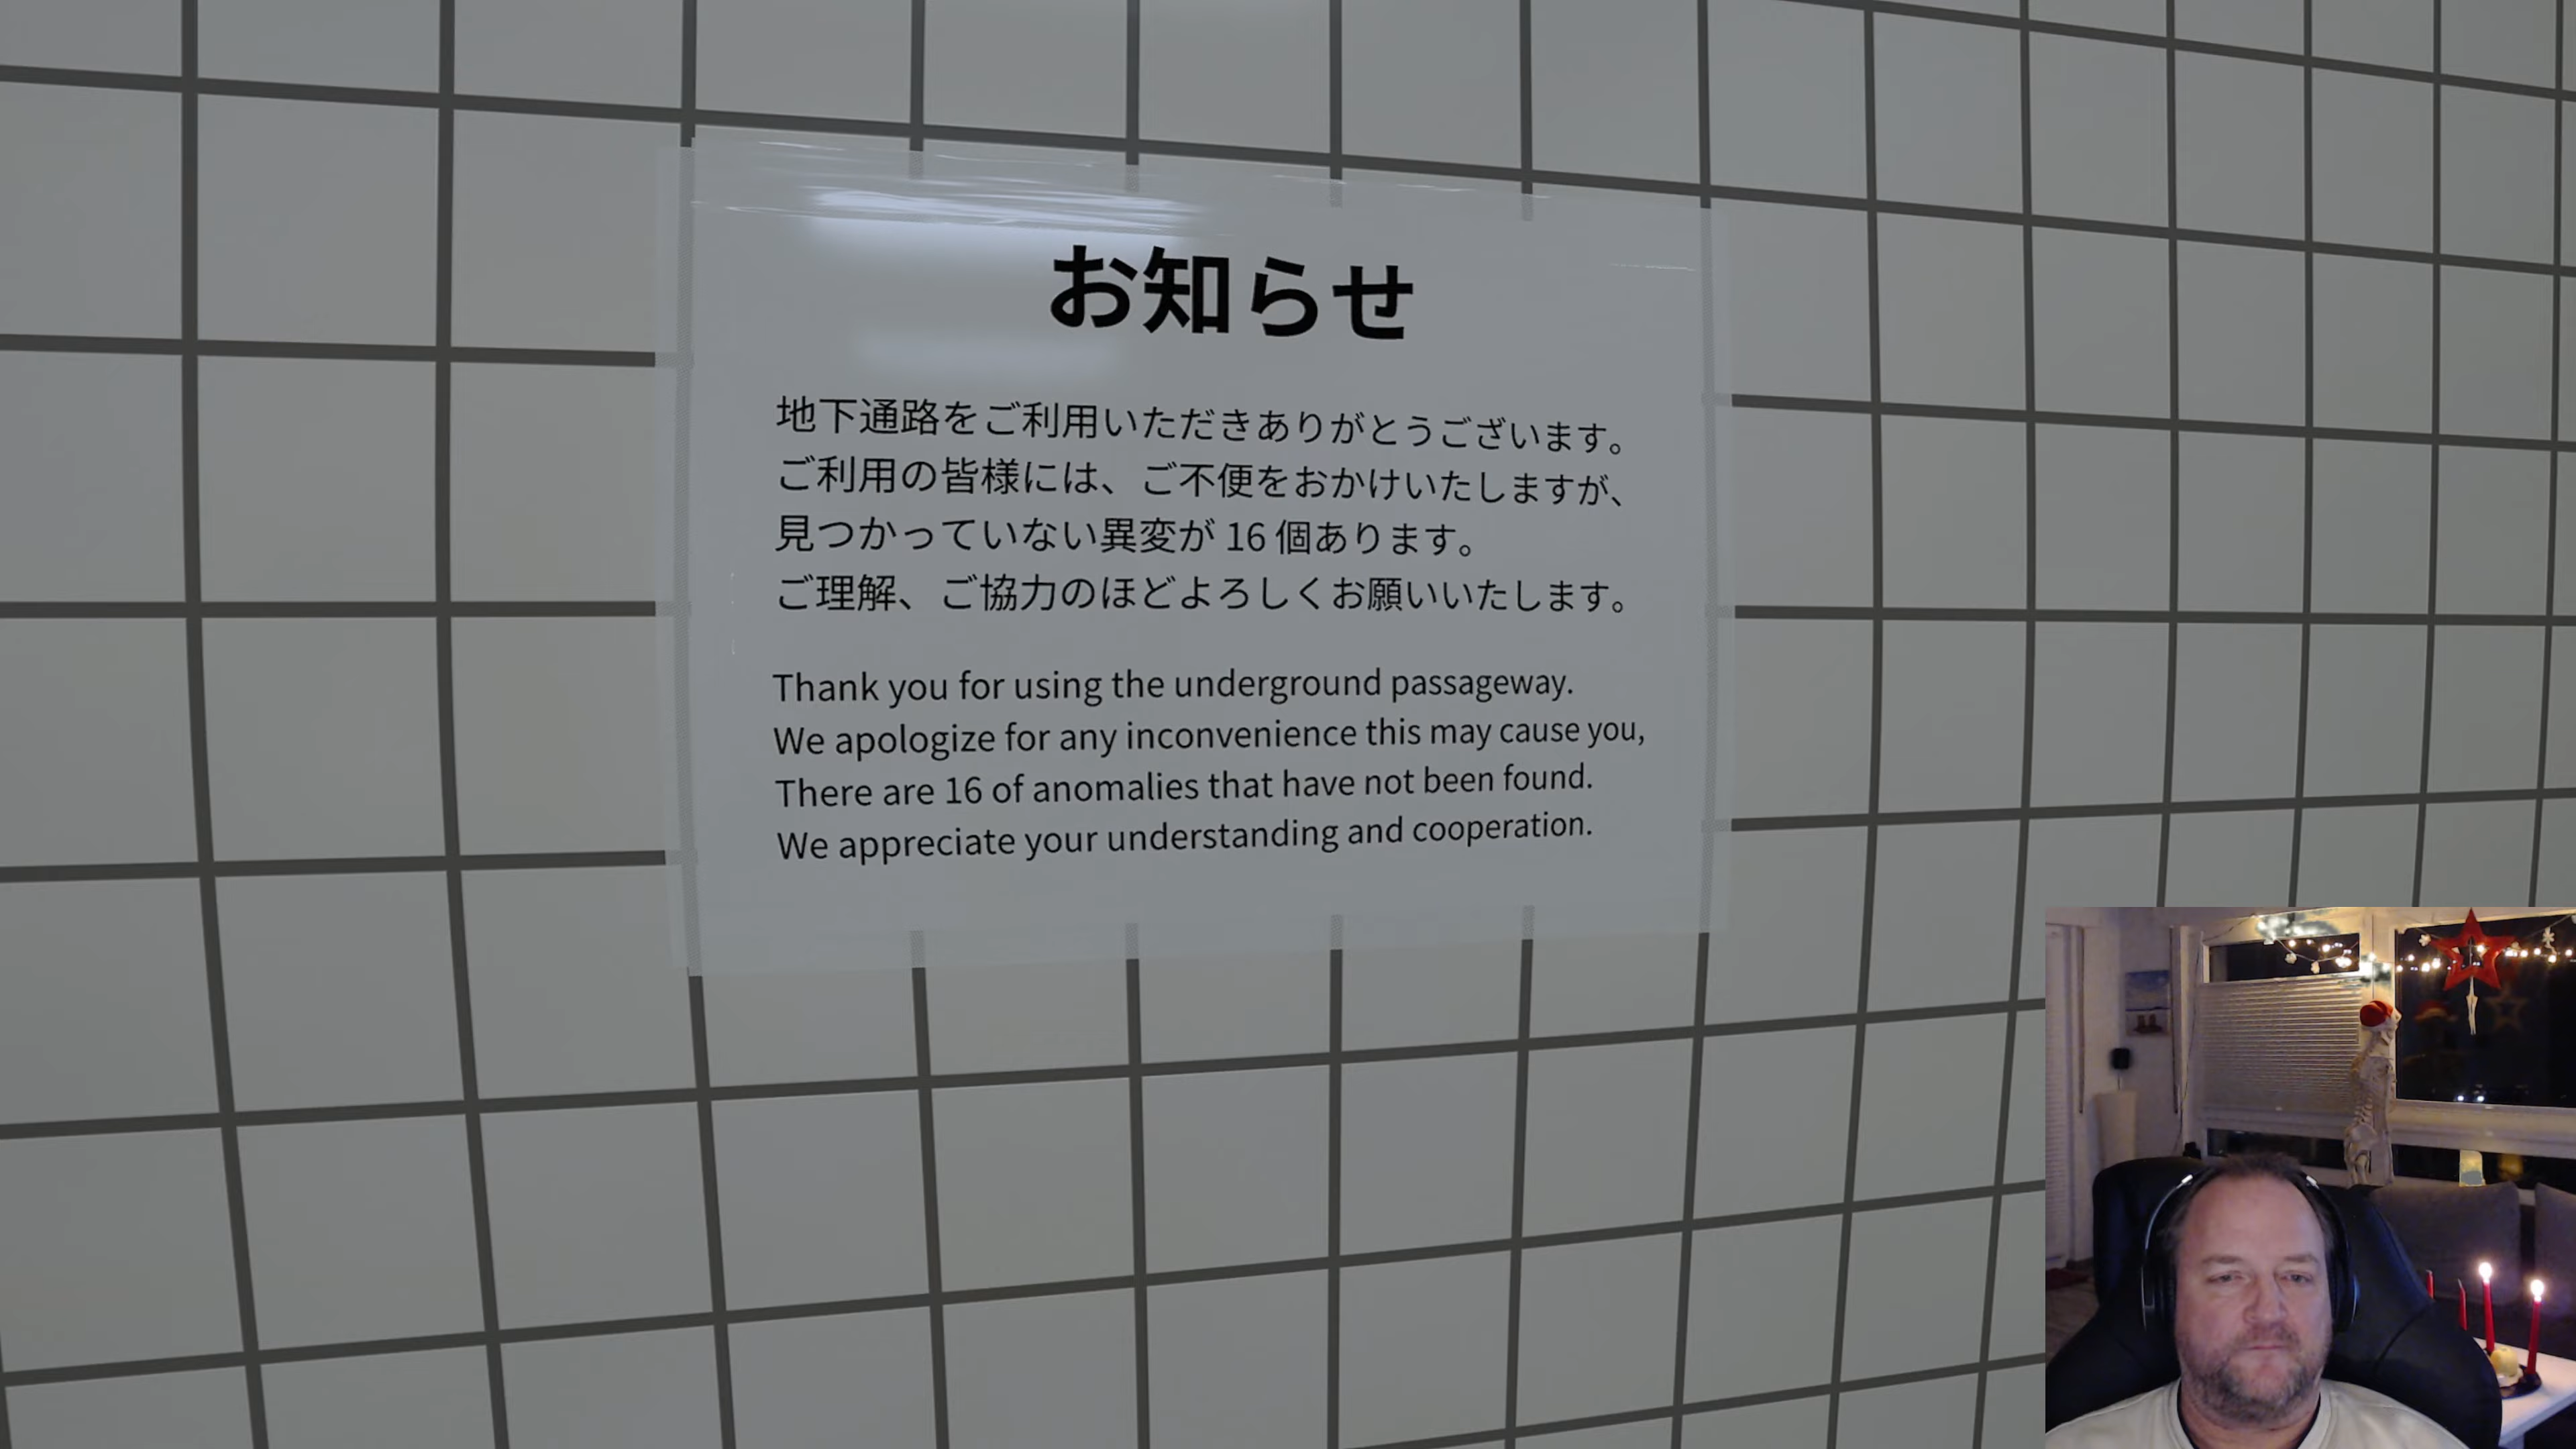 お知らせ
地下通路をご利用いただきありがとうございます。
ご利用の皆様には、ご不便をおかけいたしますが、
見つかっていない異変が 16 個あります。
ご理解、ご協力のほどよろしくお願いいたします。
Thank you for using the underground passageway.
We apologize for any inconvenience this may cause you,
There are 16 of anomalies that have not been found.
We appreciate your understanding and cooperation.